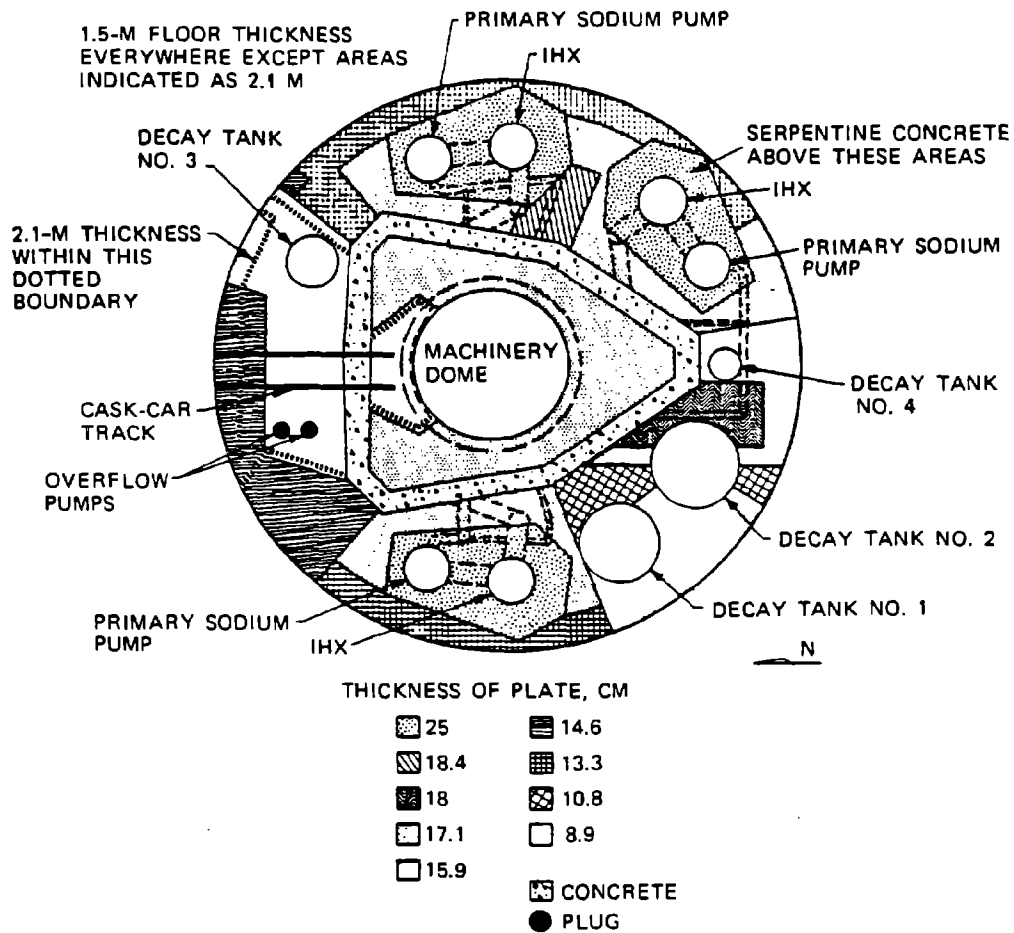 PRIMARY SODIUM PUMP
1.5-M FLOOR THICKNESS
EVERYWHERE EXCEPT AREAS
INDICATED AS 2.1 M
IHX
DECAY TANK
NO. 3
SERPENTINE CONCRETE
ABOVE THESE AREAS
IHX
2.1-M THICKNESS
WITHIN THIS
DOTTED
BOUNDARY
PRIMARY SODIUM
PUMP
MACHINERY
DOME
DECAY TANK
NO. 4
CASK-CAR
TRACK
OVERFLOW
PUMPS
DECAY TANK NO. 2
DECAY TANK NO. 1
PRIMARY SODIUM
PUMP
IHX
N
THICKNESS OF PLATE, CM
25
14.6
18.4
13.3
18
10.8
17.1
8.9
15.9
CONCRETE
PLUG